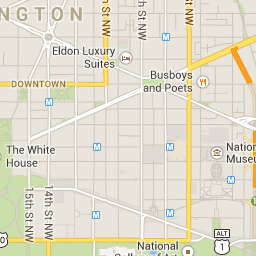 NGTON
Eldon Luxury
Suites
DOWNTOWN
Busboys
and Poets
The White
House
National
Museu
15th St NW
14th St NW
M
M
M
M
M
M
ALT
1
National